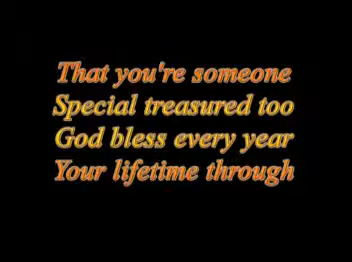 That you're someone
Special treasured too
God bless every year
Your lifetime through